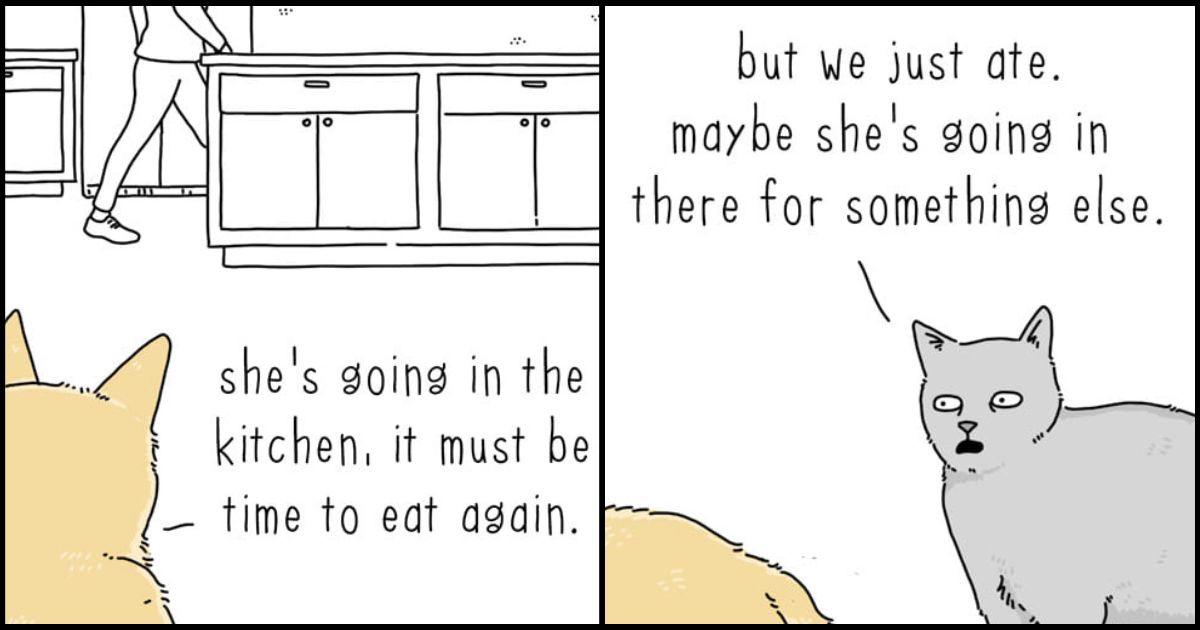 she's going in the
kitchen, it must be
time to eat again.
but we just ate.
maybe she's going in
there for something else.